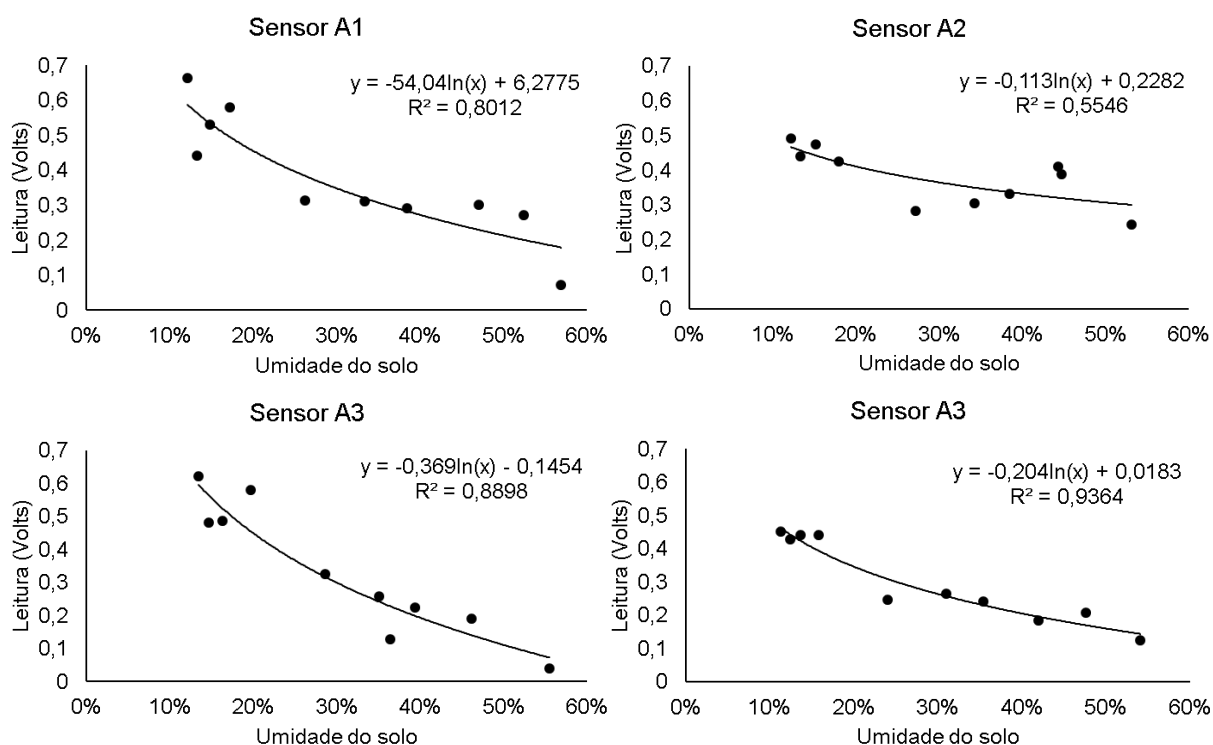 Sensor A1
y = -54,04ln(x) + 6,2775
R² = 0,8012
Leitura (Volts)
0,7
0,6
0,5
0,4
0,3
0,2
0,1
0
0% 10% 20% 30% 40% 50% 60%
Umidade do solo
Sensor A2
y = -0,113ln(x) + 0,2282
R² = 0,5546
Leitura (Volts)
0,7
0,6
0,5
0,4
0,3
0,2
0,1
0
0% 10% 20% 30% 40% 50% 60%
Umidade do solo
Sensor A3
y = -0,369ln(x) - 0,1454
R² = 0,8898
Leitura (Volts)
0,7
0,6
0,5
0,4
0,3
0,2
0,1
0
0% 10% 20% 30% 40% 50% 60%
Umidade do solo
Sensor A3
y = -0,204ln(x) + 0,0183
R² = 0,9364
Leitura (Volts)
0,7
0,6
0,5
0,4
0,3
0,2
0,1
0
0% 10% 20% 30% 40% 50% 60%
Umidade do solo